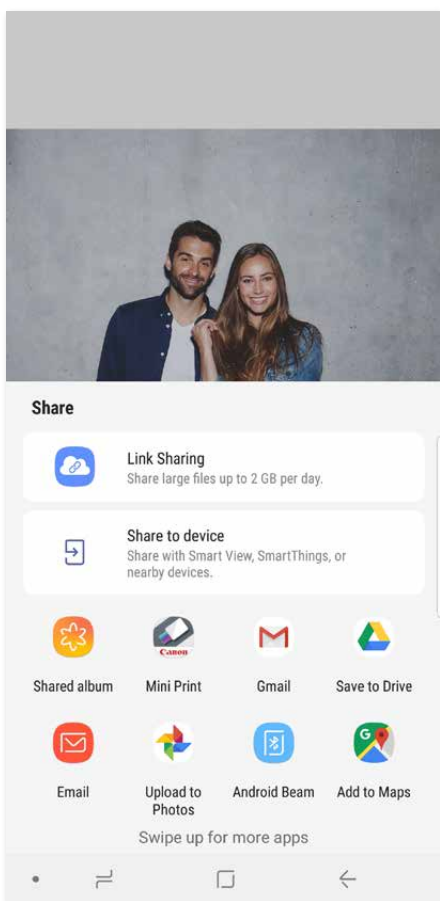 Share
Link Sharing
Share large files up to 2 GB per day.
Share to device
Share with Smart View, SmartThings, or
nearby devices.
Canon
Shared album
Mini Print
Gmail
Save to Drive
G
Email
Upload to
Photos
Android Beam
Add to Maps
Swipe up for more apps